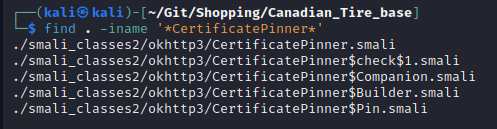 ┌──(kali㉿kali)-[~/Git/Shopping/Canadian_Tire_base]
└─$ find . -iname '*CertificatePinner*'
./smali_classes2/okhttp3/CertificatePinner.smali
./smali_classes2/okhttp3/CertificatePinner$check$1.smali
./smali_classes2/okhttp3/CertificatePinner$Companion.smali
./smali_classes2/okhttp3/CertificatePinner$Builder.smali
./smali_classes2/okhttp3/CertificatePinner$Pin.smali